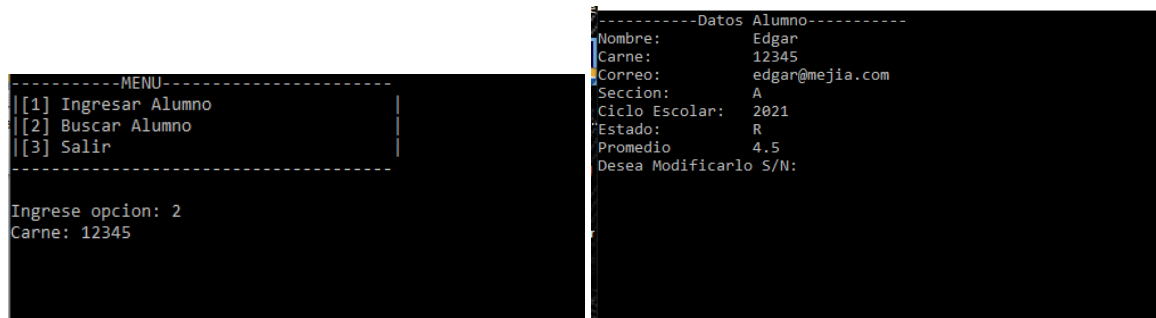 -----------MENU-----------------------
|[1] Ingresar Alumno |
|[2] Buscar Alumno |
|[3] Salir |
--------------------------------------
Ingrese opcion: 2
Carne: 12345
-----------Datos Alumno-----------
Nombre: Edgar
Carne: 12345
Correo: edgar@mejia.com
Seccion: A
Ciclo Escolar: 2021
Estado: R
Promedio 4.5
Desea Modificarlo S/N: